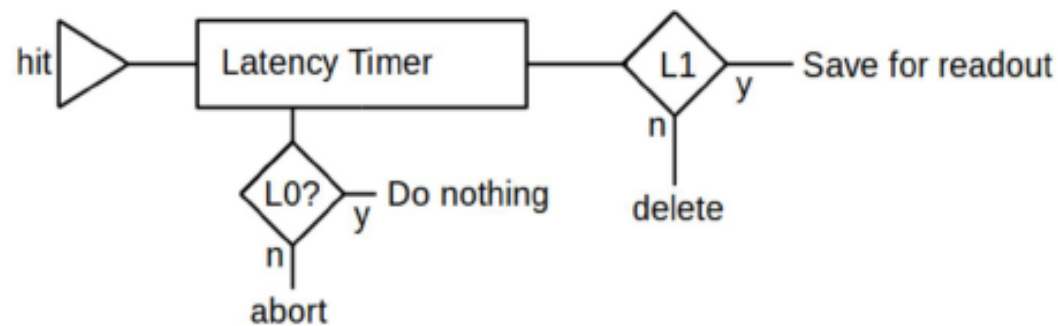 hit
Latency Timer
L1
y
Save for readout
n
delete
L0?
y
Do nothing
n
abort